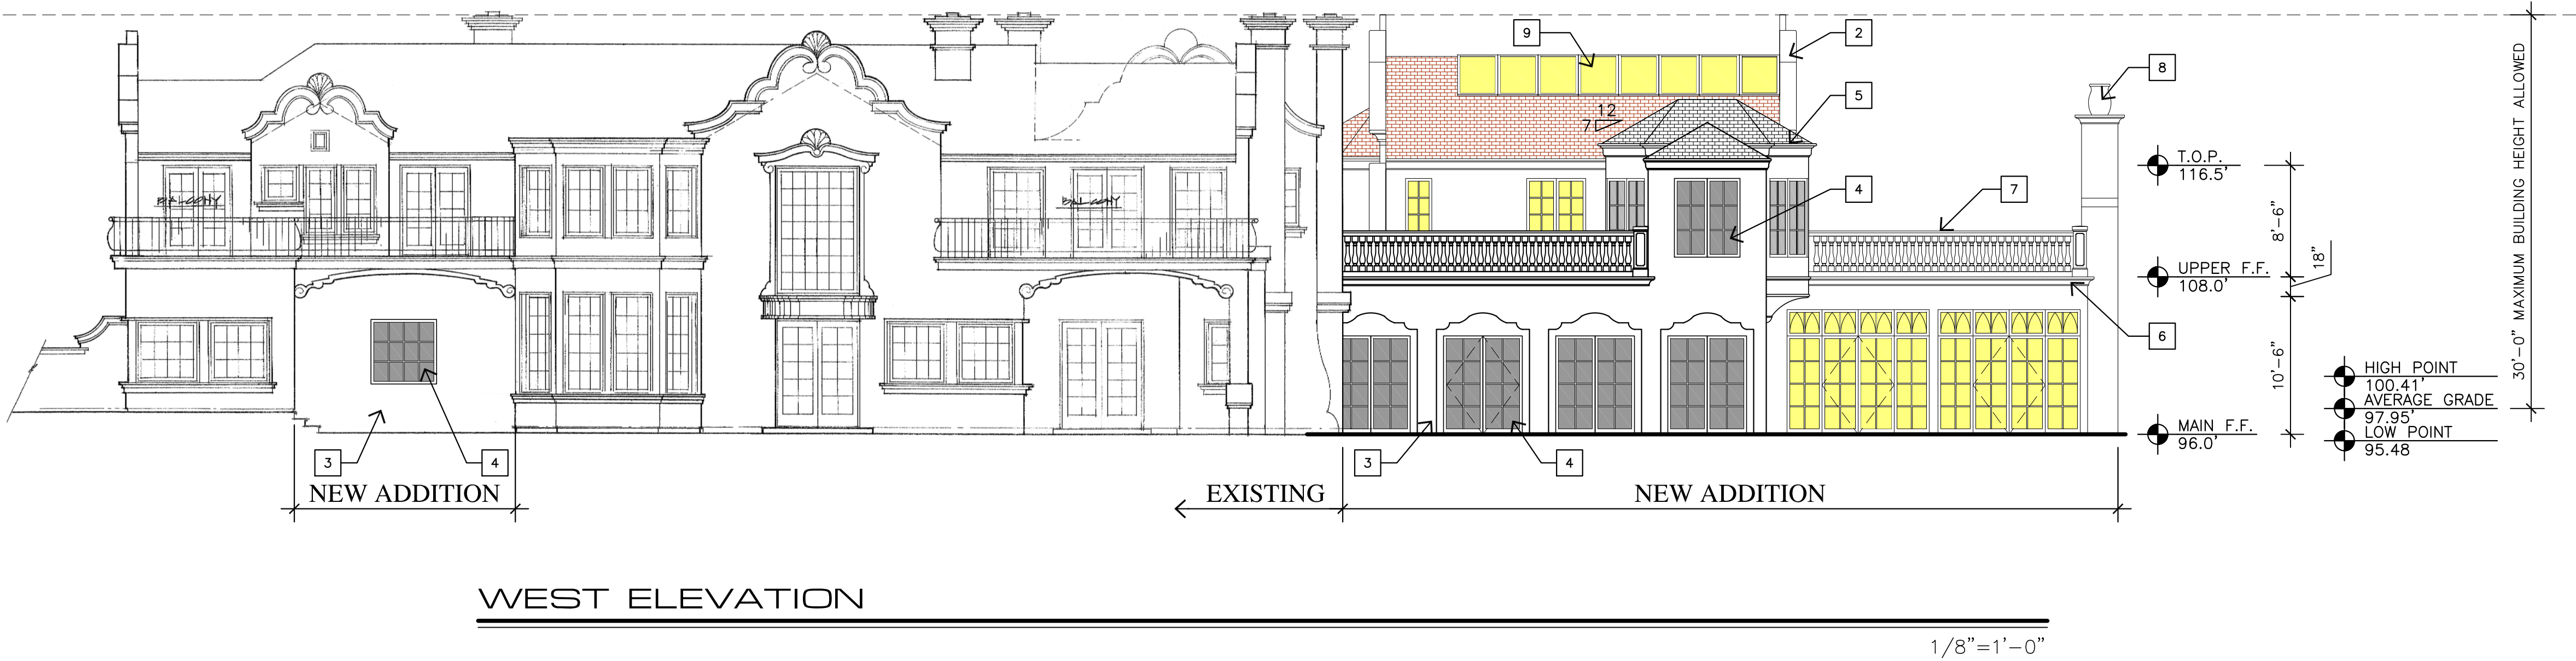 9
2
8
5
12
7
T.O.P.
116.5'
BALCONY
BALCONY
4
7
8'-6"
18"
UPPER F.F.
108.0'
6
10'-6"
30'-0" MAXIMUM BUILDING HEIGHT ALLOWED
HIGH POINT
100.41'
AVERAGE GRADE
97.95'
LOW POINT
95.48
MAIN F.F.
96.0'
3
4
3
4
NEW ADDITION
EXISTING
NEW ADDITION
WEST ELEVATION
1/8"=1'-0"